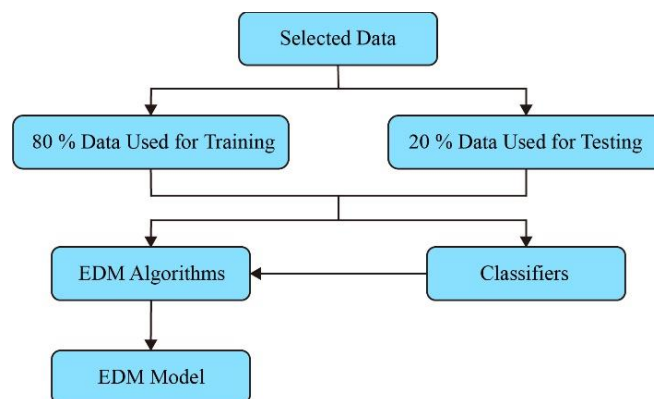 Selected Data
80 % Data Used for Training
20 % Data Used for Testing
EDM Algorithms
Classifiers
EDM Model